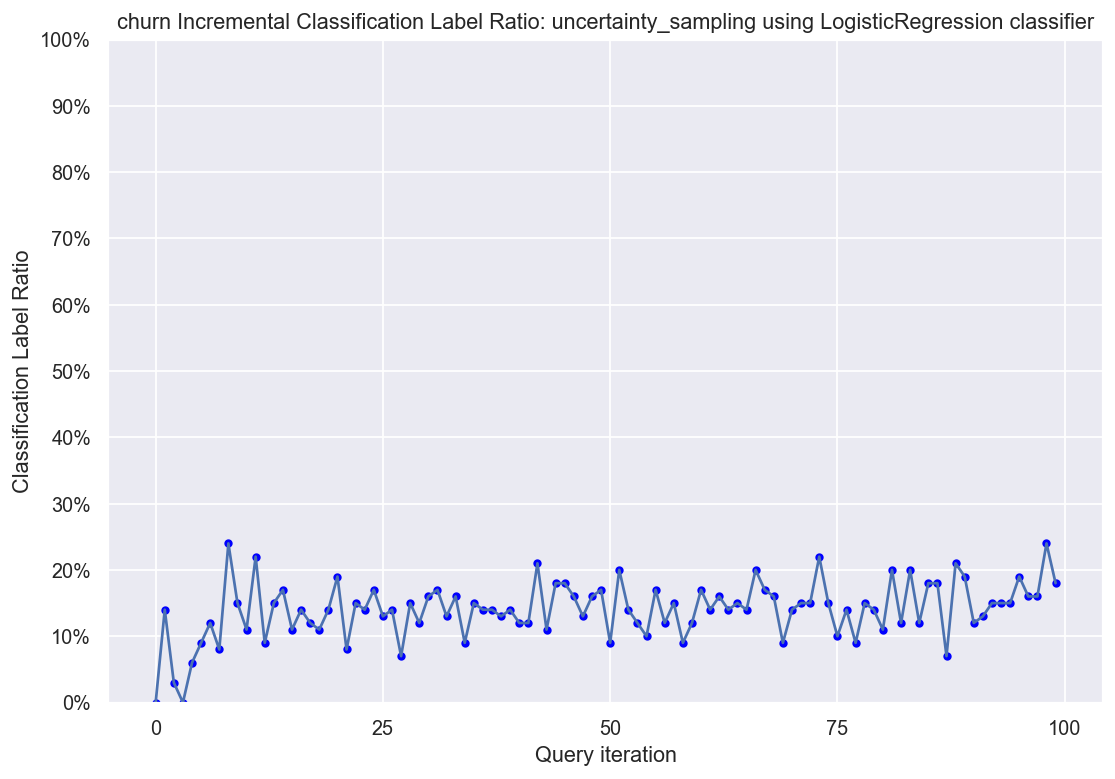 churn Incremental Classification Label Ratio: uncertainty_sampling using LogisticRegression classifier
100%
90%
80%
70%
60%
50%
40%
30%
20%
10%
0%
Classification Label Ratio
0 25 50 75 100
Query iteration